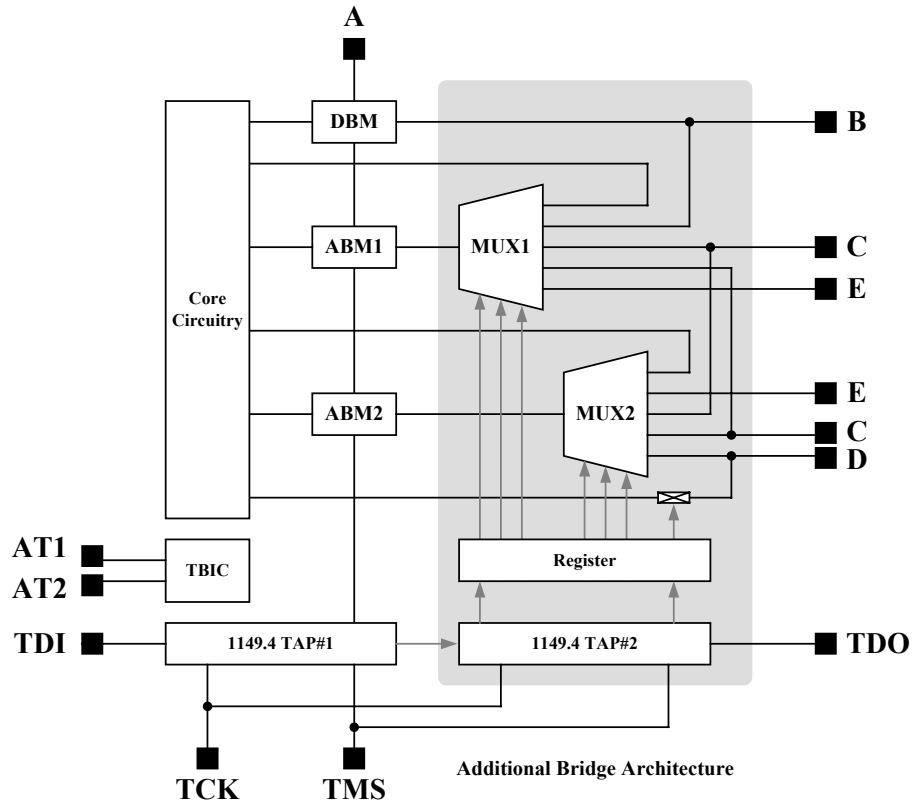 A
DBM
B
MUX1
ABM1
C
E
Core
Circuitry
E
ABM2
MUX2
C
D
AT1
AT2
TBIC
Register
TDI
1149.4 TAP#1
1149.4 TAP#2
TDO
TCK
TMS
Additional Bridge Architecture